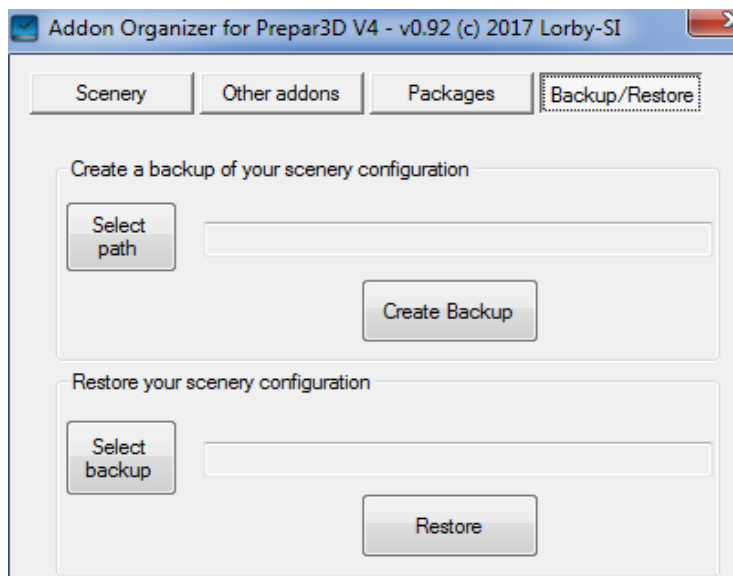 Addon Organizer for Prepar3D V4 - v0.92 (c) 2017 Lorby-SI
Scenery
Other addons
Packages
Backup/Restore
Create a backup of your scenery configuration
Select
path
Create Backup
Restore your scenery configuration
Select
backup
Restore